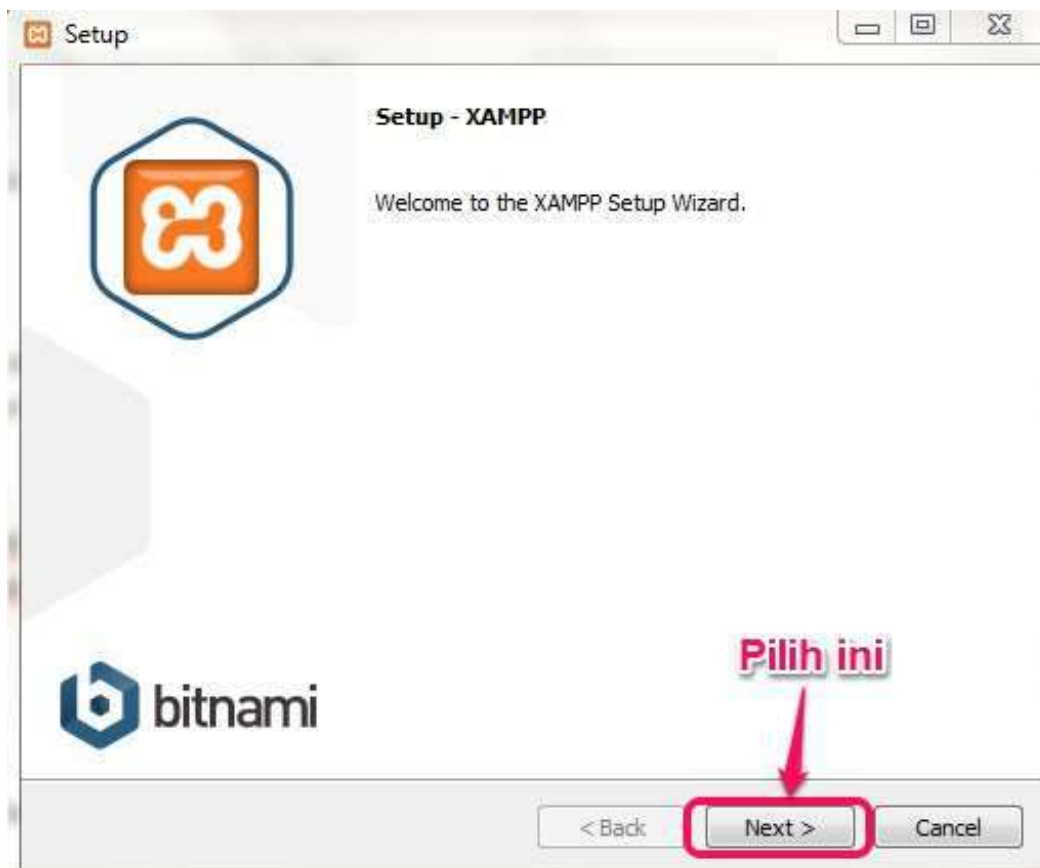 Setup
Setup - XAMPP
Welcome to the XAMPP Setup Wizard.
Pilih ini
bitnami
< Back
Next >
Cancel